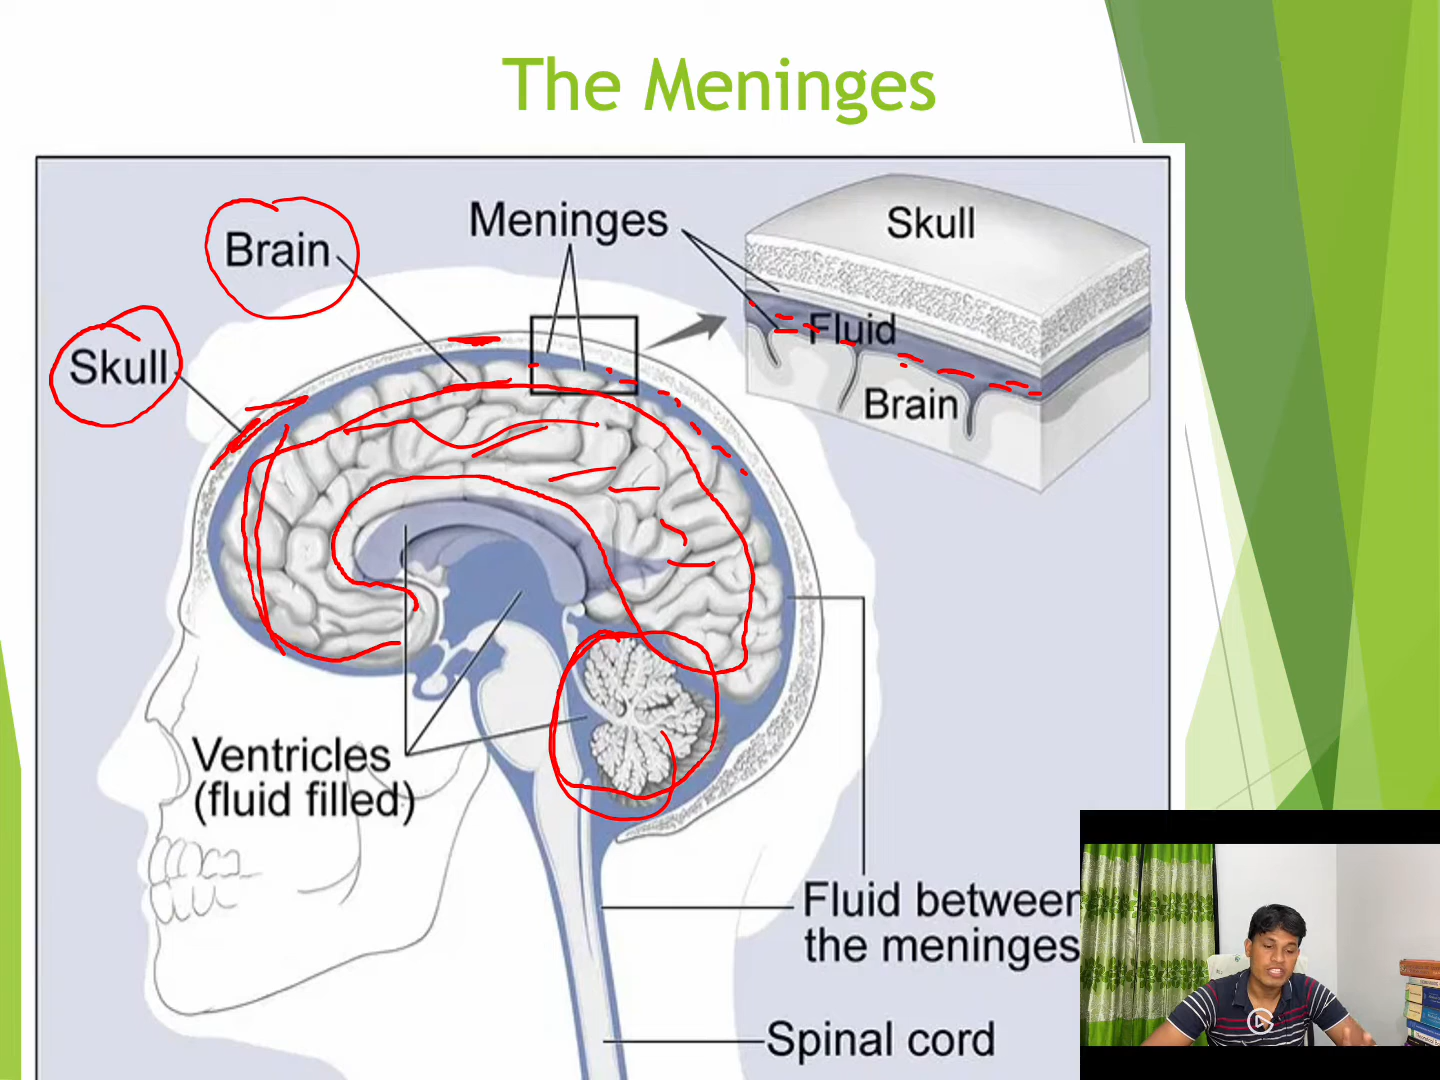 The Meninges
Brain
Meninges
Skull
Skull
Fluid
Brain
Ventricles
(fluid filled)
Fluid between
the meninges
Spinal cord